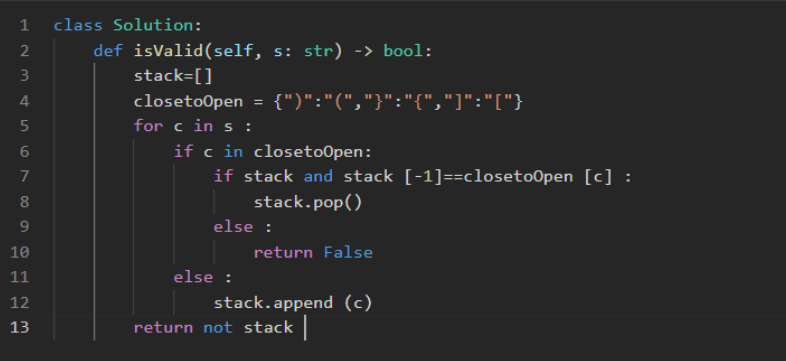 1 class Solution:
2     def isValid(self, s: str) -> bool:
3         stack=[]
4         closetoOpen = {")":"(","}":"{","]":"["}
5         for c in s :
6             if c in closetoOpen:
7                 if stack and stack [-1]==closetoOpen [c] :
8                     stack.pop()
9                 else :
10                     return False
11             else :
12                 stack.append (c)
13         return not stack